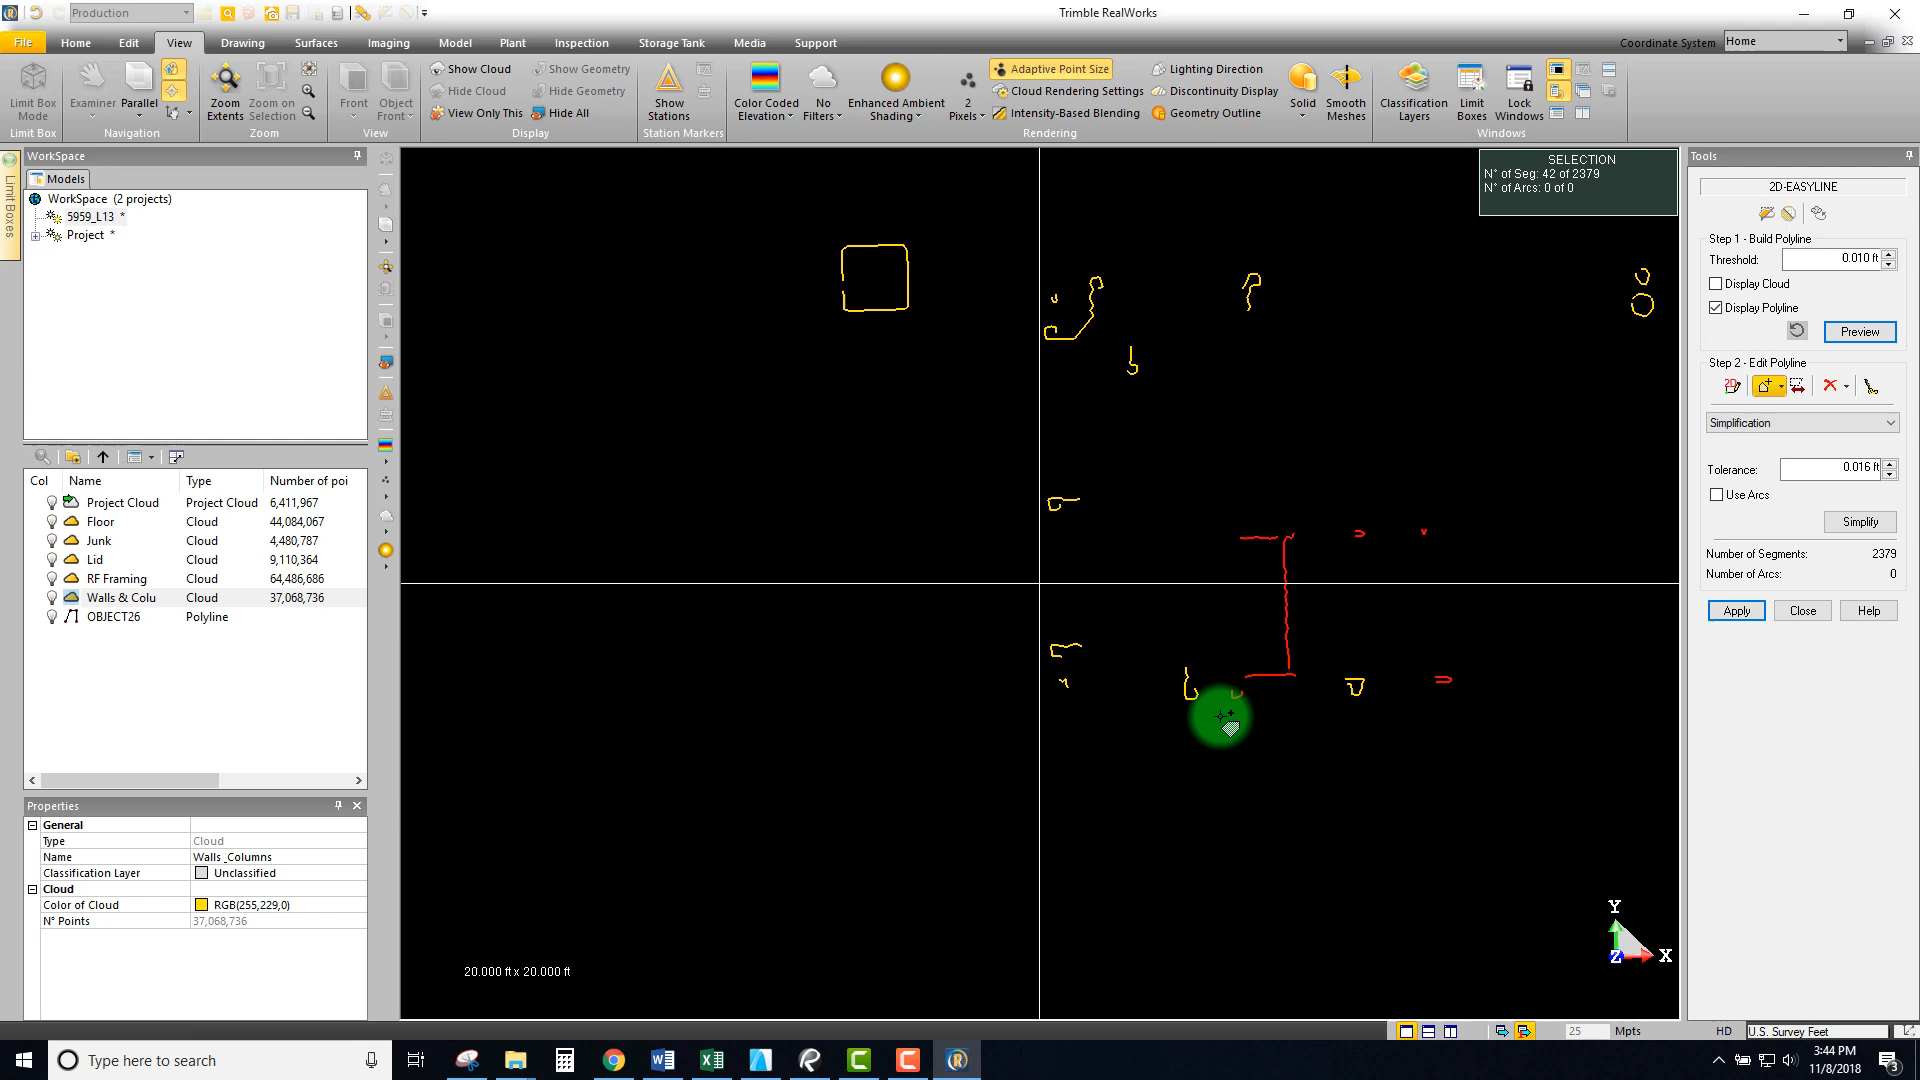 Production
Trimble RealWorks
File
Home
Edit
View
Drawing
Surfaces
Imaging
Model
Plant
Inspection
Storage Tank
Media
Support
Coordinate System
Home
Limit Box Mode
Examiner
Parallel
Zoom Extents
Zoom on Selection
Front
Object Front
Show Cloud
Hide Cloud
View Only This
Show Geometry
Hide Geometry
Hide All
Show Stations
Color Coded Elevation
No Filters
Enhanced Ambient Shading
2 Pixels
Adaptive Point Size
Cloud Rendering Settings
Intensity-Based Blending
Lighting Direction
Discontinuity Display
Geometry Outline
Solid
Smooth Meshes
Classification Layers
Limit Boxes
Lock Windows
Limit Box
Navigation
Zoom
View
Display
Station Markers
Rendering
Windows
Limit Boxes
WorkSpace
Models
WorkSpace (2 projects)
5959_L13 *
Project *
Col Name Type Number of poi
Project Cloud Project Cloud 6,411,967
Floor Cloud 44,084,067
Junk Cloud 4,480,787
Lid Cloud 9,110,364
RF Framing Cloud 64,486,686
Walls & Colu Cloud 37,068,736
OBJECT26 Polyline
Properties
General
Type Cloud
Name Walls _Columns
Classification Layer Unclassified
Cloud
Color of Cloud RGB(255,229,0)
N° Points 37,068,736
SELECTION
N° of Seg: 42 of 2379
N° of Arcs: 0 of 0
20.000 ft x 20.000 ft
Y
Z
X
Tools
2D-EASYLINE
Step 1 - Build Polyline
Threshold: 0.010 ft
Display Cloud
Display Polyline
Preview
Step 2 - Edit Polyline
2D
Simplification
Tolerance: 0.016 ft
Use Arcs
Simplify
Number of Segments: 2379
Number of Arcs: 0
Apply
Close
Help
25 Mpts
HD
U.S. Survey Feet
Type here to search
3:44 PM
11/8/2018
3